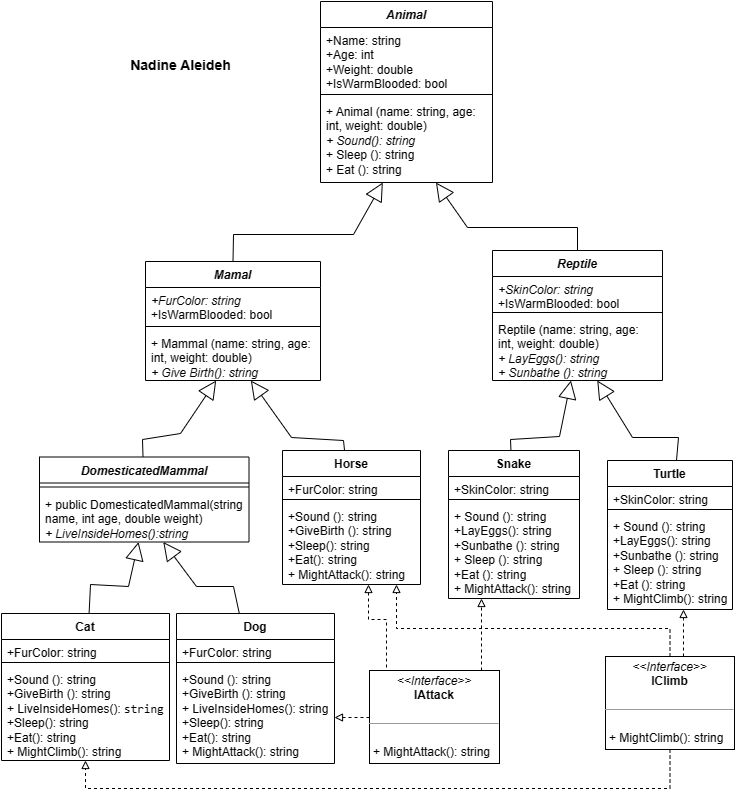 Animal
+Name: string
+Age: int
+Weight: double
+IsWarmBlooded: bool
+ Animal (name: string, age:
int, weight: double)
+ Sound(): string
+ Sleep (): string
+ Eat (): string
Nadine Aleideh
Mamal
+FurColor: string
+IsWarmBlooded: bool
+ Mammal (name: string, age:
int, weight: double)
+ Give Birth(): string
Reptile
+SkinColor: string
+IsWarmBlooded: bool
Reptile (name: string, age:
int, weight: double)
+ LayEggs(): string
+ Sunbathe (): string
DomesticatedMammal
+ public DomesticatedMammal(string
name, int age, double weight)
+ LiveInsideHomes():string
Horse
+FurColor: string
+Sound (): string
+GiveBirth (): string
+Sleep(): string
+Eat(): string
+ MightAttack(): string
Snake
+SkinColor: string
+ Sound (): string
+LayEggs(): string
+Sunbathe (): string
+ Sleep (): string
+Eat (): string
+ MightAttack(): string
Turtle
+SkinColor: string
+ Sound (): string
+LayEggs(): string
+Sunbathe (): string
+ Sleep (): string
+Eat (): string
+ MightClimb(): string
Cat
+FurColor: string
+Sound (): string
+GiveBirth (): string
+ LiveInsideHomes(): string
+Sleep(): string
+Eat(): string
+ MightClimb(): string
Dog
+FurColor: string
+Sound (): string
+GiveBirth (): string
+ LiveInsideHomes(): string
+Sleep(): string
+Eat(): string
+ MightAttack(): string
<<Interface>>
IAttack
+ MightAttack(): string
<<Interface>>
IClimb
+ MightClimb(): string